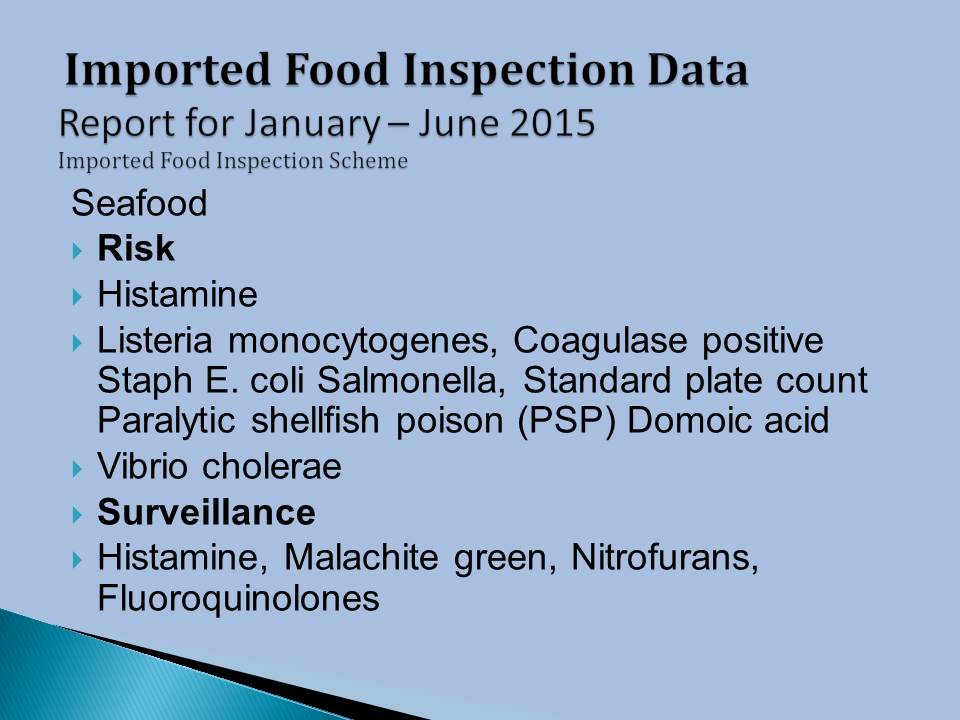 Imported Food Inspection Data
Report for January – June 2015
Imported Food Inspection Scheme
Seafood
Risk
Histamine
Listeria monocytogenes, Coagulase positive
Staph E. coli Salmonella, Standard plate count
Paralytic shellfish poison (PSP) Domoic acid
Vibrio cholerae
Surveillance
Histamine, Malachite green, Nitrofurans,
Fluoroquinolones